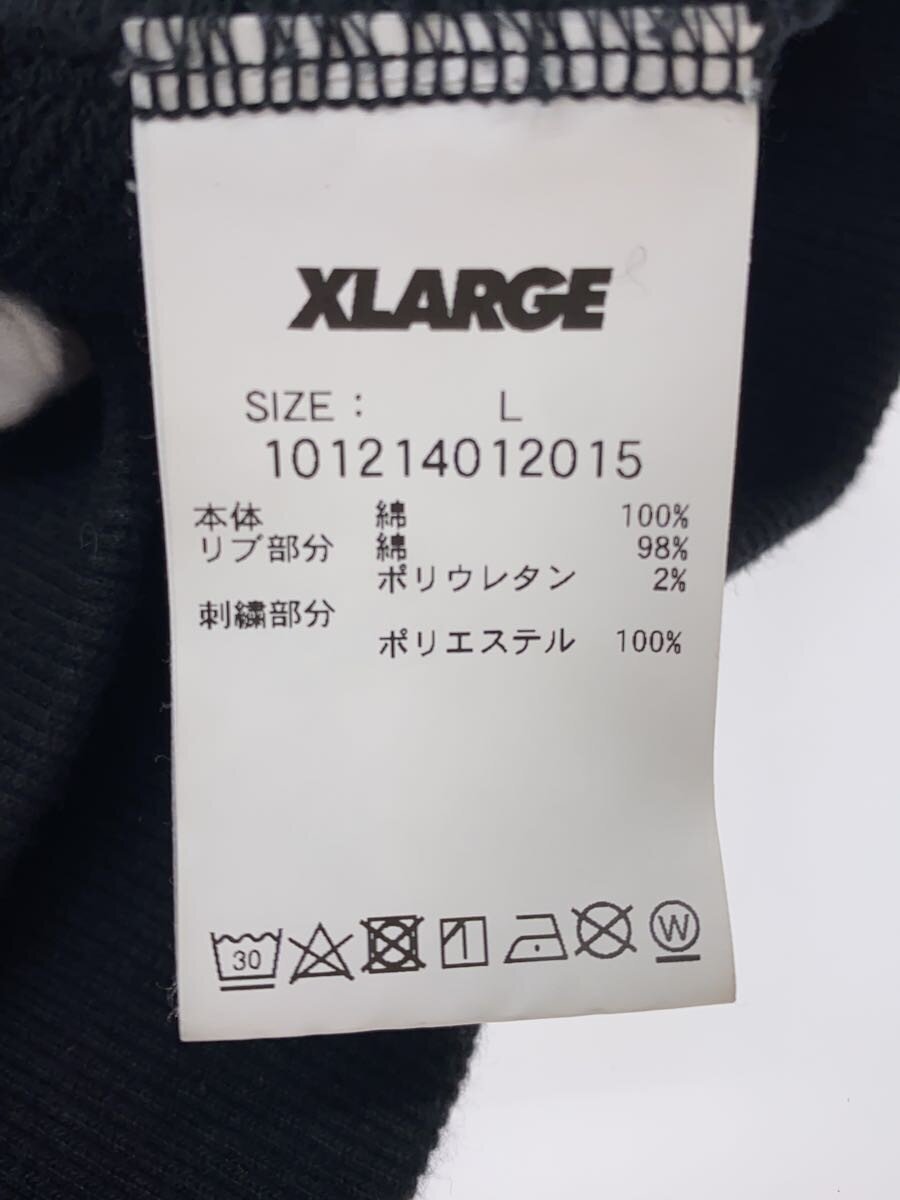 XLARGE
SIZE : L
101214012015
本体 綿 100%
リブ部分 綿 98%
ポリウレタン 2%
刺繍部分
ポリエステル 100%
30 W